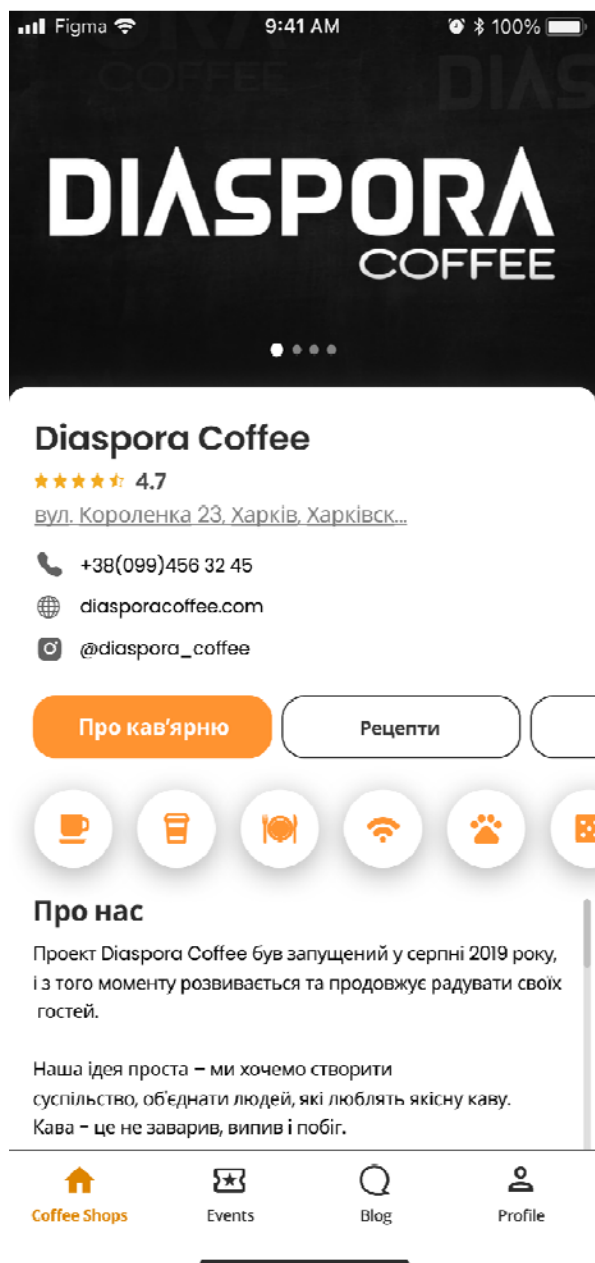 Figma 9:41 AM 100%
COFFEE
DIAS
DIASPORA
COFFEE
Diaspora Coffee
4.7
вул. Короленка 23, Харків, Харківск...
+38(099)456 32 45
diasporacoffee.com
@diaspora_coffee
Про кав'ярню Рецепти
Про нас
Проект Diaspora Coffee був запущений у серпні 2019 року,
і з того моменту розвивається та продовжує радувати своїх
гостей.
Наша ідея проста – ми хочемо створити
суспільство, об'єднати людей, які люблять якісну каву.
Кава – це не заварив, випив і побіг.
Coffee Shops Events Blog Profile